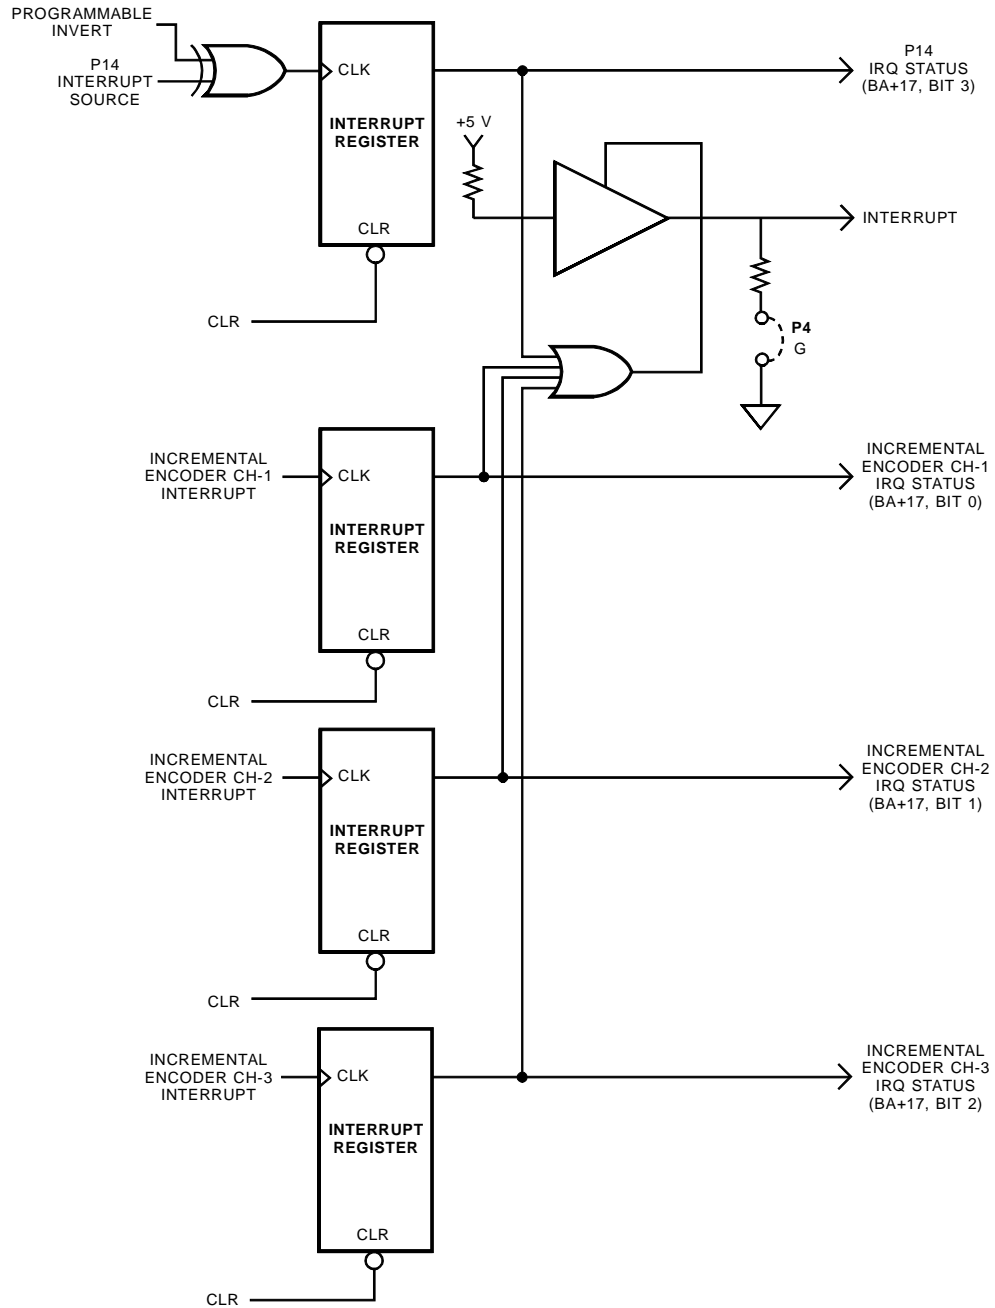 PROGRAMMABLE
INVERT
P14
INTERRUPT
SOURCE
CLK
INTERRUPT
REGISTER
CLR
CLR
P14
IRQ STATUS
(BA+17, BIT 3)
+5 V
INTERRUPT
P4
G
INCREMENTAL
ENCODER CH-1
INTERRUPT
CLK
INTERRUPT
REGISTER
CLR
CLR
INCREMENTAL
ENCODER CH-1
IRQ STATUS
(BA+17, BIT 0)
INCREMENTAL
ENCODER CH-2
INTERRUPT
CLK
INTERRUPT
REGISTER
CLR
CLR
INCREMENTAL
ENCODER CH-2
IRQ STATUS
(BA+17, BIT 1)
INCREMENTAL
ENCODER CH-3
INTERRUPT
CLK
INTERRUPT
REGISTER
CLR
CLR
INCREMENTAL
ENCODER CH-3
IRQ STATUS
(BA+17, BIT 2)